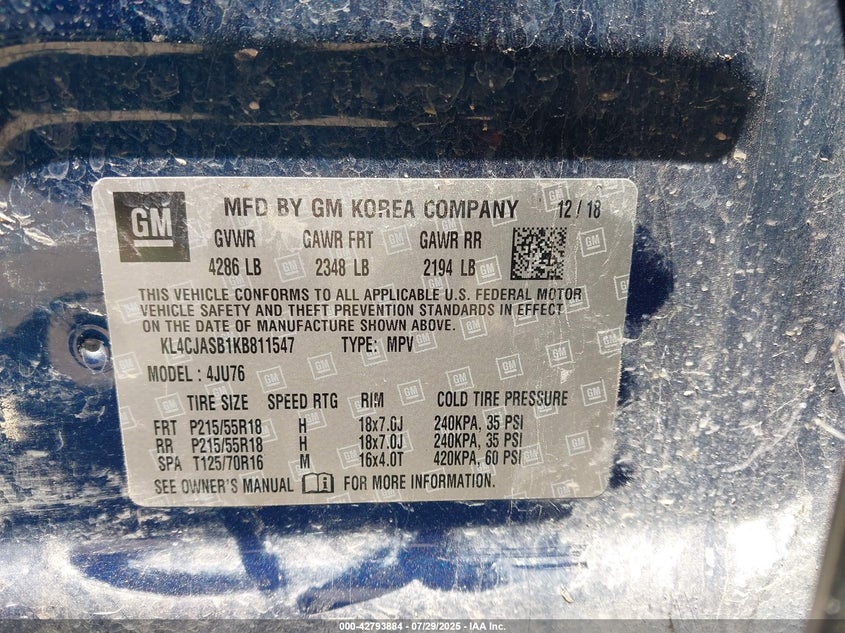 GM
MFD BY GM KOREA COMPANY 12 / 18
GVWR GAWR FRT GAWR RR
4286 LB 2348 LB 2194 LB
THIS VEHICLE CONFORMS TO ALL APPLICABLE U.S. FEDERAL MOTOR
VEHICLE SAFETY AND THEFT PREVENTION STANDARDS IN EFFECT
ON THE DATE OF MANUFACTURE SHOWN ABOVE.
KL4CJASB1KB811547 TYPE: MPV
MODEL : 4JU76
TIRE SIZE SPEED RTG RIM COLD TIRE PRESSURE
FRT P215/55R18 H 18x7.0J 240KPA, 35 PSI
RR P215/55R18 H 18x7.0J 240KPA, 35 PSI
SPA T125/70R16 M 16x4.0T 420KPA, 60 PSI
SEE OWNER'S MANUAL FOR MORE INFORMATION.
000-42793884 - 07/29/2025 - IAA Inc.